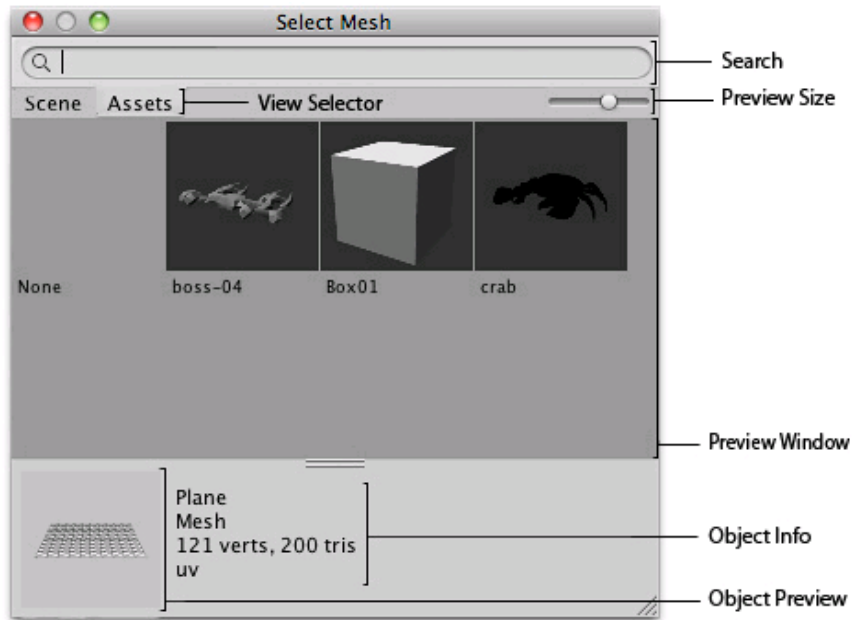 Select Mesh
Search
Scene Assets View Selector Preview Size
None boss-04 Box01 crab
Preview Window
Plane
Mesh
121 verts, 200 tris
uv
Object Info
Object Preview